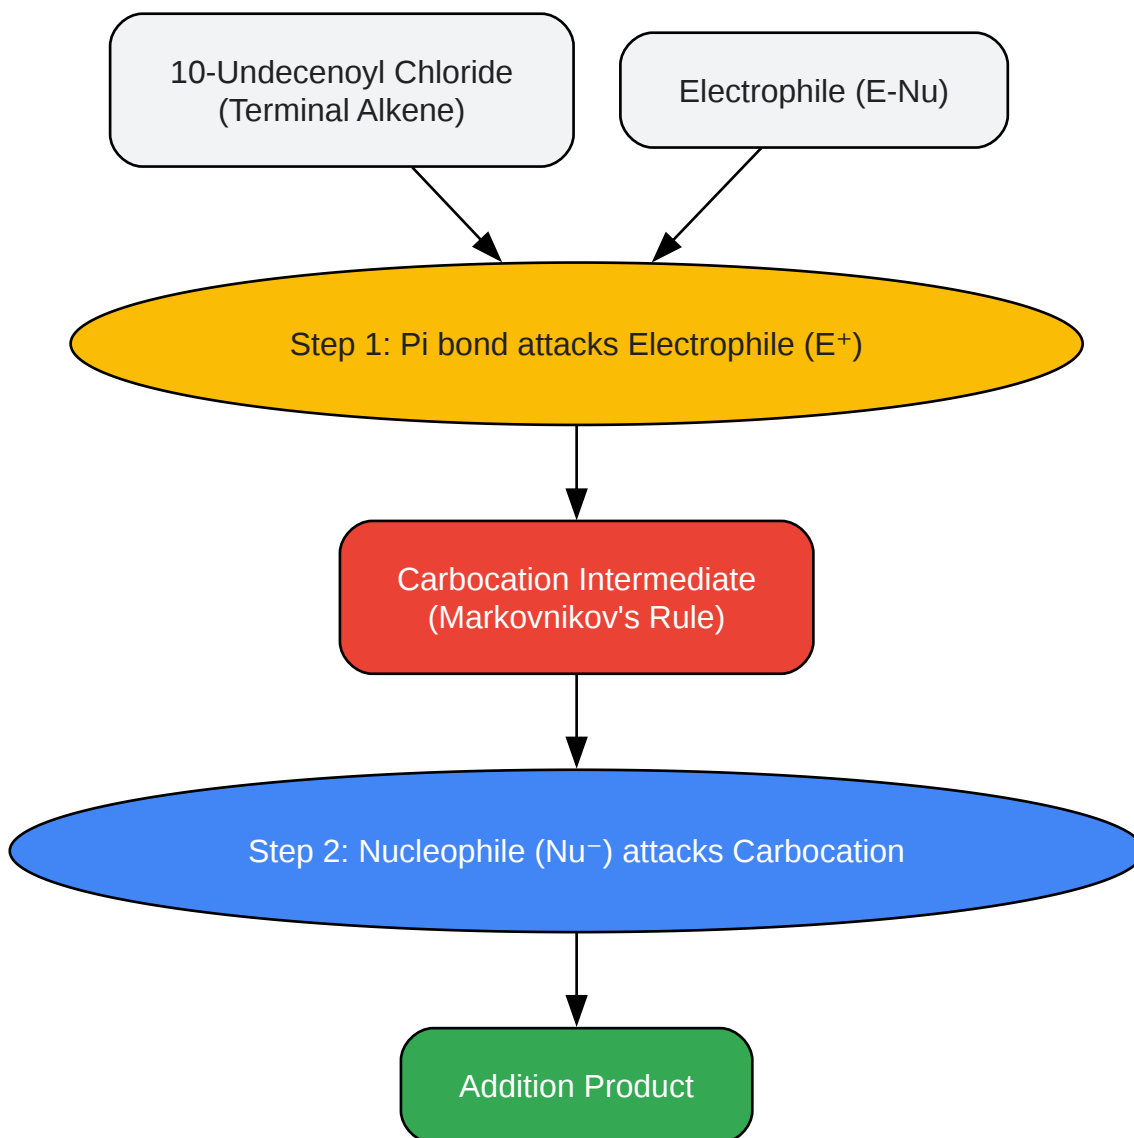 10-Undecenoyl Chloride
(Terminal Alkene)
Electrophile (E-Nu)
Step 1: Pi bond attacks Electrophile (E⁺)
Carbocation Intermediate
(Markovnikov's Rule)
Step 2: Nucleophile (Nu⁻) attacks Carbocation
Addition Product